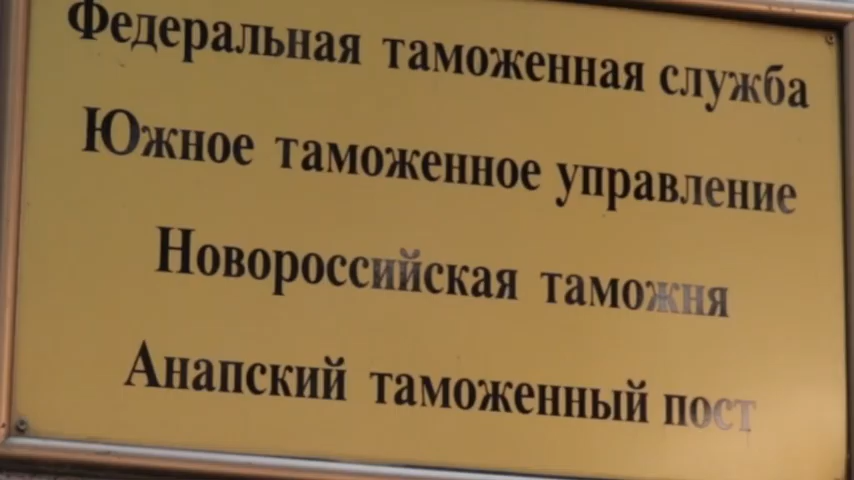 Федеральная таможенная служба
Южное таможенное управление
Новороссийская таможня
Анапский таможенный пост